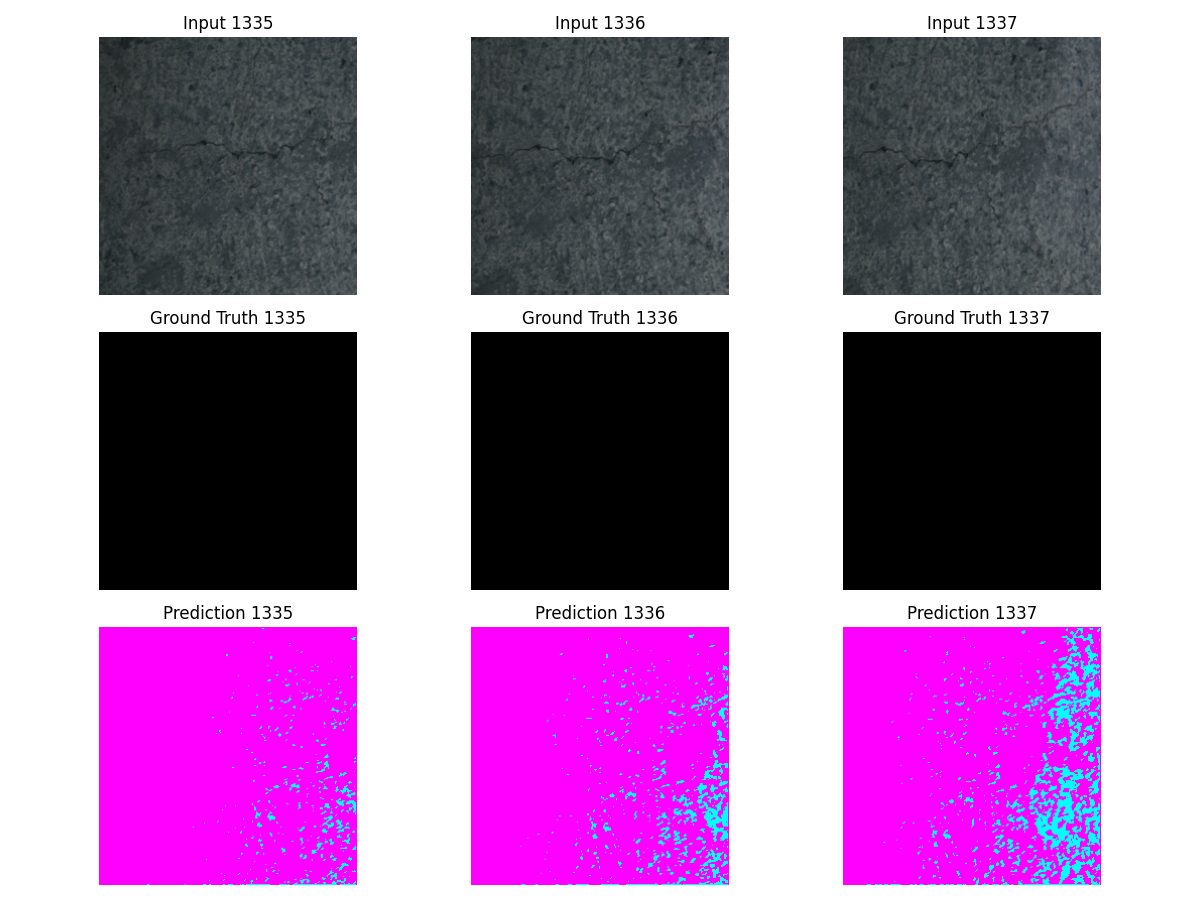 Input 1335
Input 1336
Input 1337
Ground Truth 1335
Ground Truth 1336
Ground Truth 1337
Prediction 1335
Prediction 1336
Prediction 1337